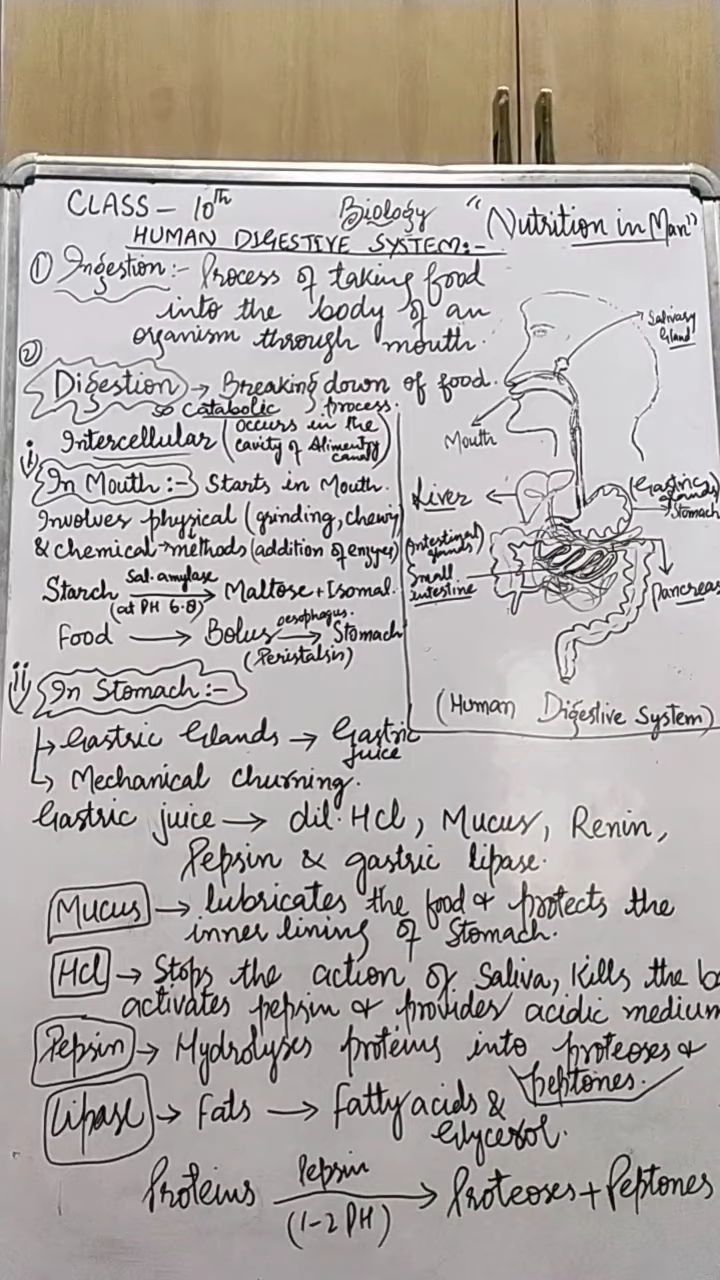 CLASS - 10th Biology "Nutrition in Man"
HUMAN DIGESTIVE SYSTEM:-
① Ingestion:- Process of taking food
into the body of an
organism through mouth.
② Digestion → Breaking down of food.
so Catabolic process.
Intercellular (occurs in the
cavity of Alimentary
canal)
i In Mouth:- Starts in Mouth.
Involves physical (grinding, chewing
& chemical → methods (addition of enzymes)
Starch Sal. amylase → Maltose + Isomal.
(at PH 6.8)
Food → Bolus oesophagus. → Stomach
(Peristalsis)
Salivary
Gland
Mouth
Liver
(Gastric
glands)
Stomach
(Intestinal
glands)
Small
intestine
Pancreas
(Human Digestive System)
ii In Stomach:-
→ Gastric Glands → Gastric
juice
→ Mechanical churning.
Gastric juice → dil. Hcl, Mucus, Renin,
Pepsin & gastric lipase.
Mucus → lubricates the food & protects the
inner lining of Stomach.
Hcl → Stops the action of Saliva, kills the
activates pepsin & provides acidic medium
Pepsin → Hydrolyses proteins into proteoses &
peptones.
Lipase → Fats → Fatty acids &
Glycerol.
Proteins Pepsin → Proteoses + Peptones
(1-2 PH)